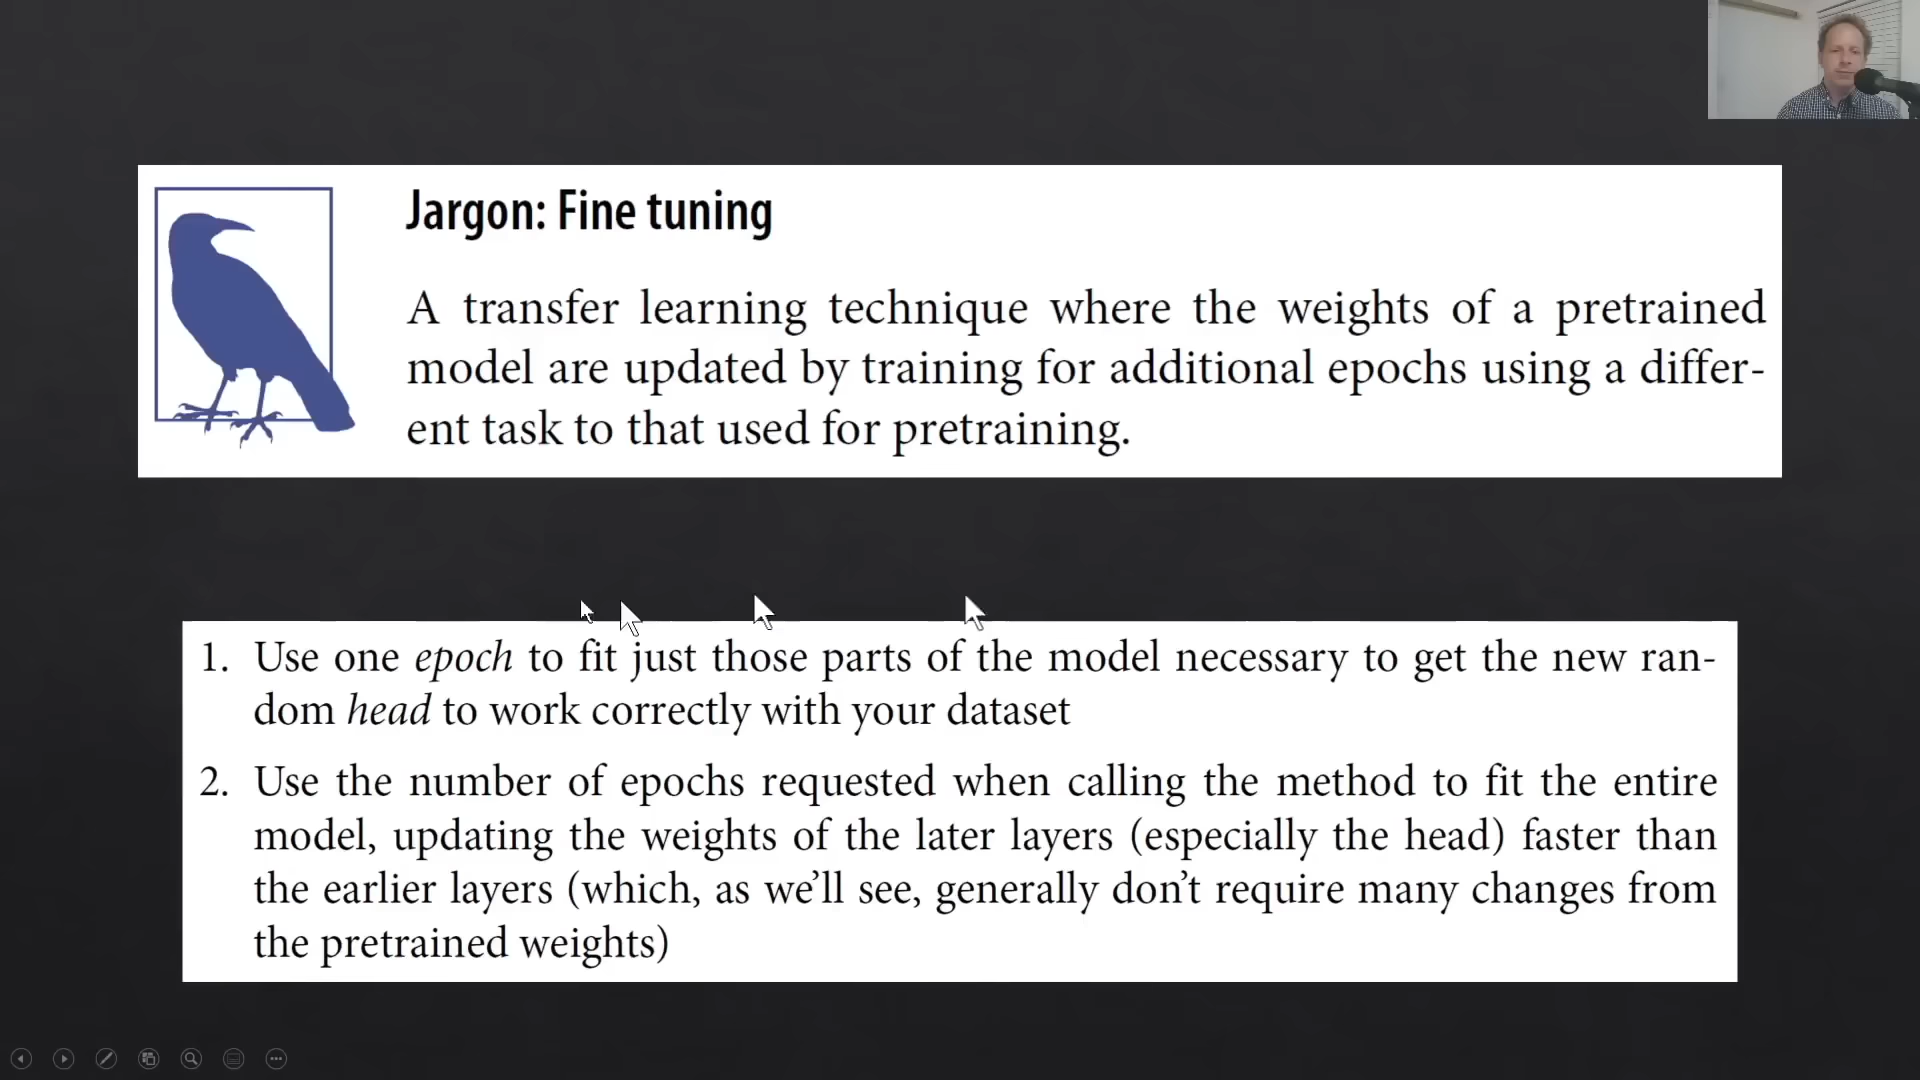 Jargon: Fine tuning
A transfer learning technique where the weights of a pretrained
model are updated by training for additional epochs using a differ-
ent task to that used for pretraining.
1. Use one epoch to fit just those parts of the model necessary to get the new ran-
dom head to work correctly with your dataset
2. Use the number of epochs requested when calling the method to fit the entire
model, updating the weights of the later layers (especially the head) faster than
the earlier layers (which, as we’ll see, generally don’t require many changes from
the pretrained weights)